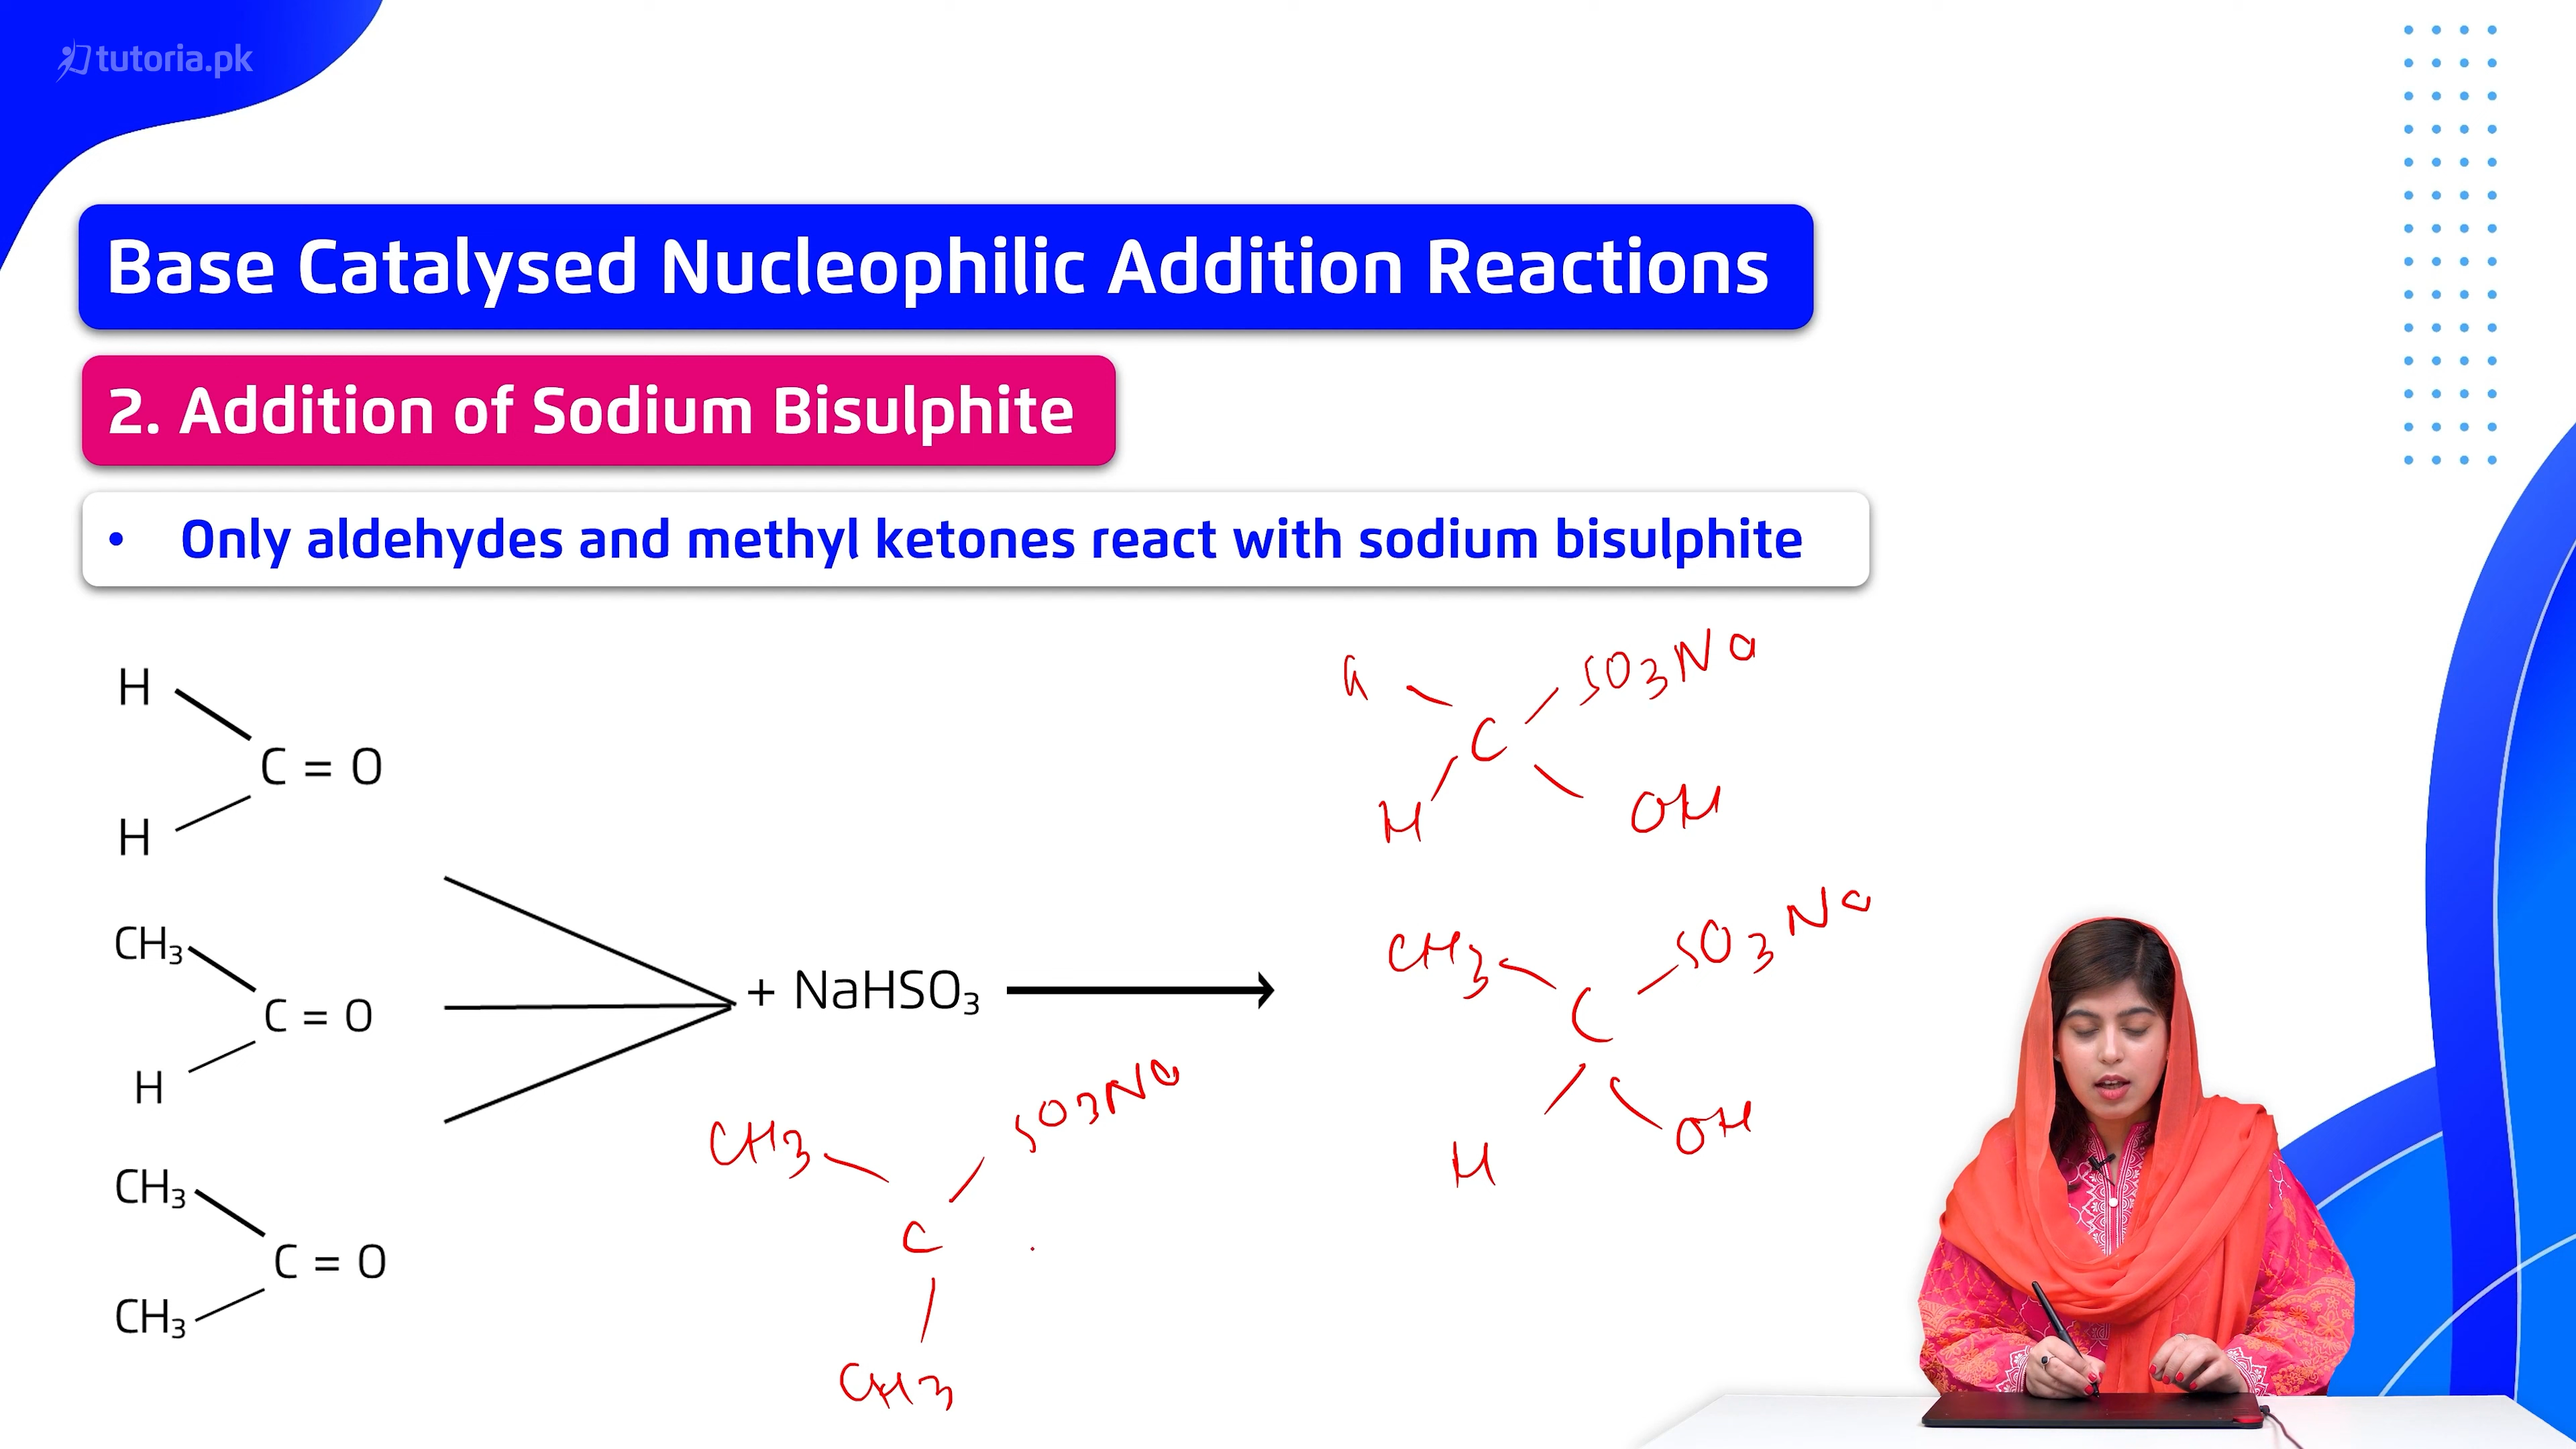 tutoria.pk
Base Catalysed Nucleophilic Addition Reactions
2. Addition of Sodium Bisulphite
• Only aldehydes and methyl ketones react with sodium bisulphite
H
C = O
H
SO3Na
C
H
OH
CH₃
C = O
H
+ NaHSO₃
CH3
SO3Na
C
H
OH
CH₃
C = O
CH₃
CH3
SO3Na
C
CH3